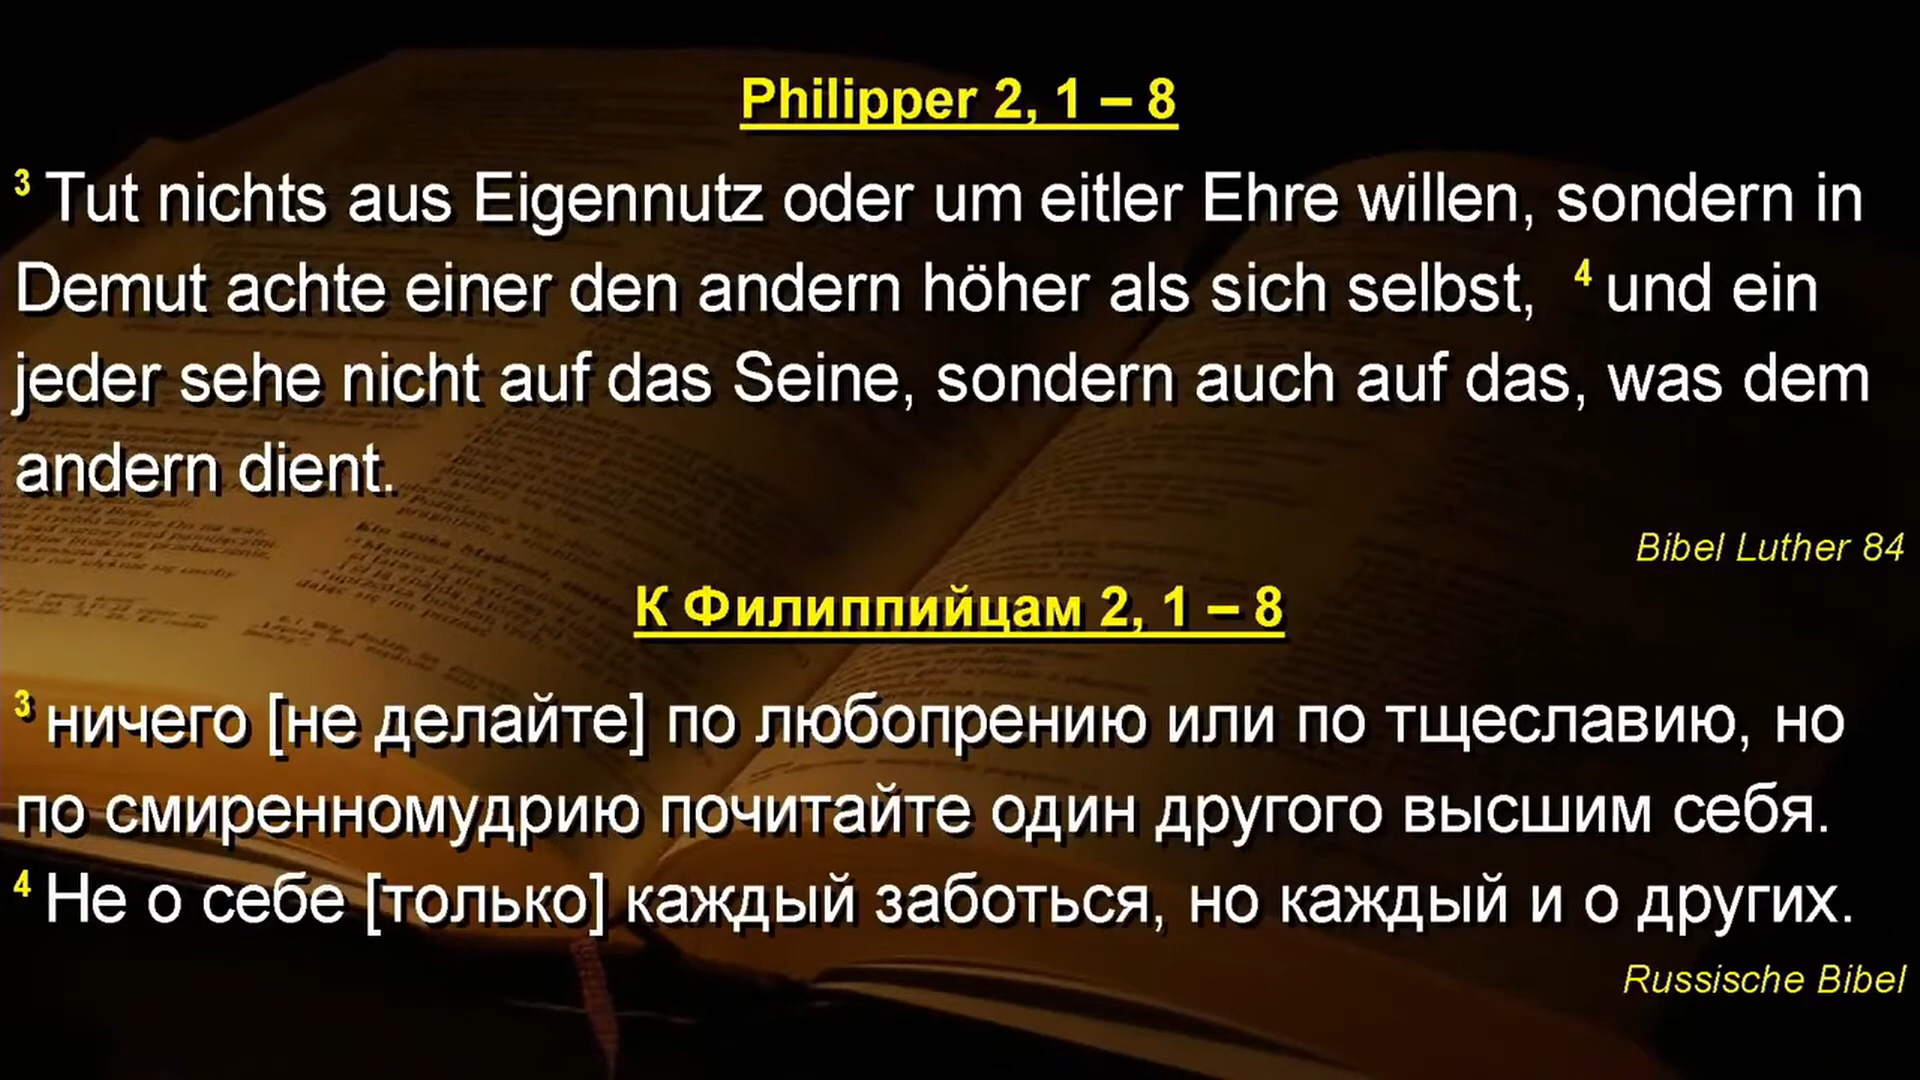 Philipper 2, 1 – 8
3 Tut nichts aus Eigennutz oder um eitler Ehre willen, sondern in
Demut achte einer den andern höher als sich selbst, 4 und ein
jeder sehe nicht auf das Seine, sondern auch auf das, was dem
andern dient.
Bibel Luther 84
К Филиппийцам 2, 1 – 8
3 ничего [не делайте] по любопрению или по тщеславию, но
по смиренномудрию почитайте один другого высшим себя.
4 Не о себе [только] каждый заботься, но каждый и о других.
Russische Bibel